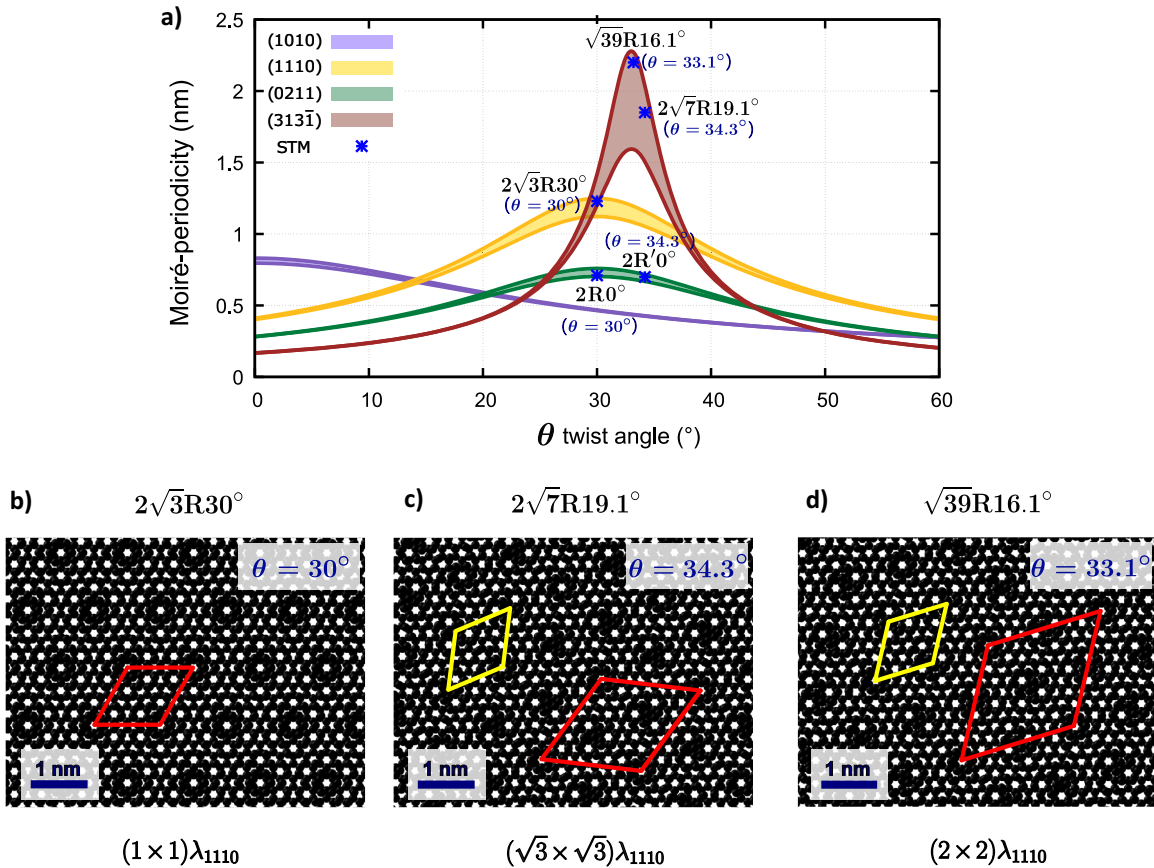 a)
2.5
2
1.5
1
0.5
0
Moiré-periodicity (nm)
(1010)
(1110)
(0211)
(313̅1̅)
STM
√39R16.1°
(θ = 33.1°)
2√7R19.1°
(θ = 34.3°)
2√3R30°
(θ = 30°)
(θ = 34.3°)
2R′0°
2R0°
(θ = 30°)
0 10 20 30 40 50 60
θ twist angle (°)
b) 2√3R30°
θ = 30°
1 nm
(1 × 1)λ₁₁₁₀
c) 2√7R19.1°
θ = 34.3°
1 nm
(√3 × √3)λ₁₁₁₀
d) √39R16.1°
θ = 33.1°
1 nm
(2 × 2)λ₁₁₁₀